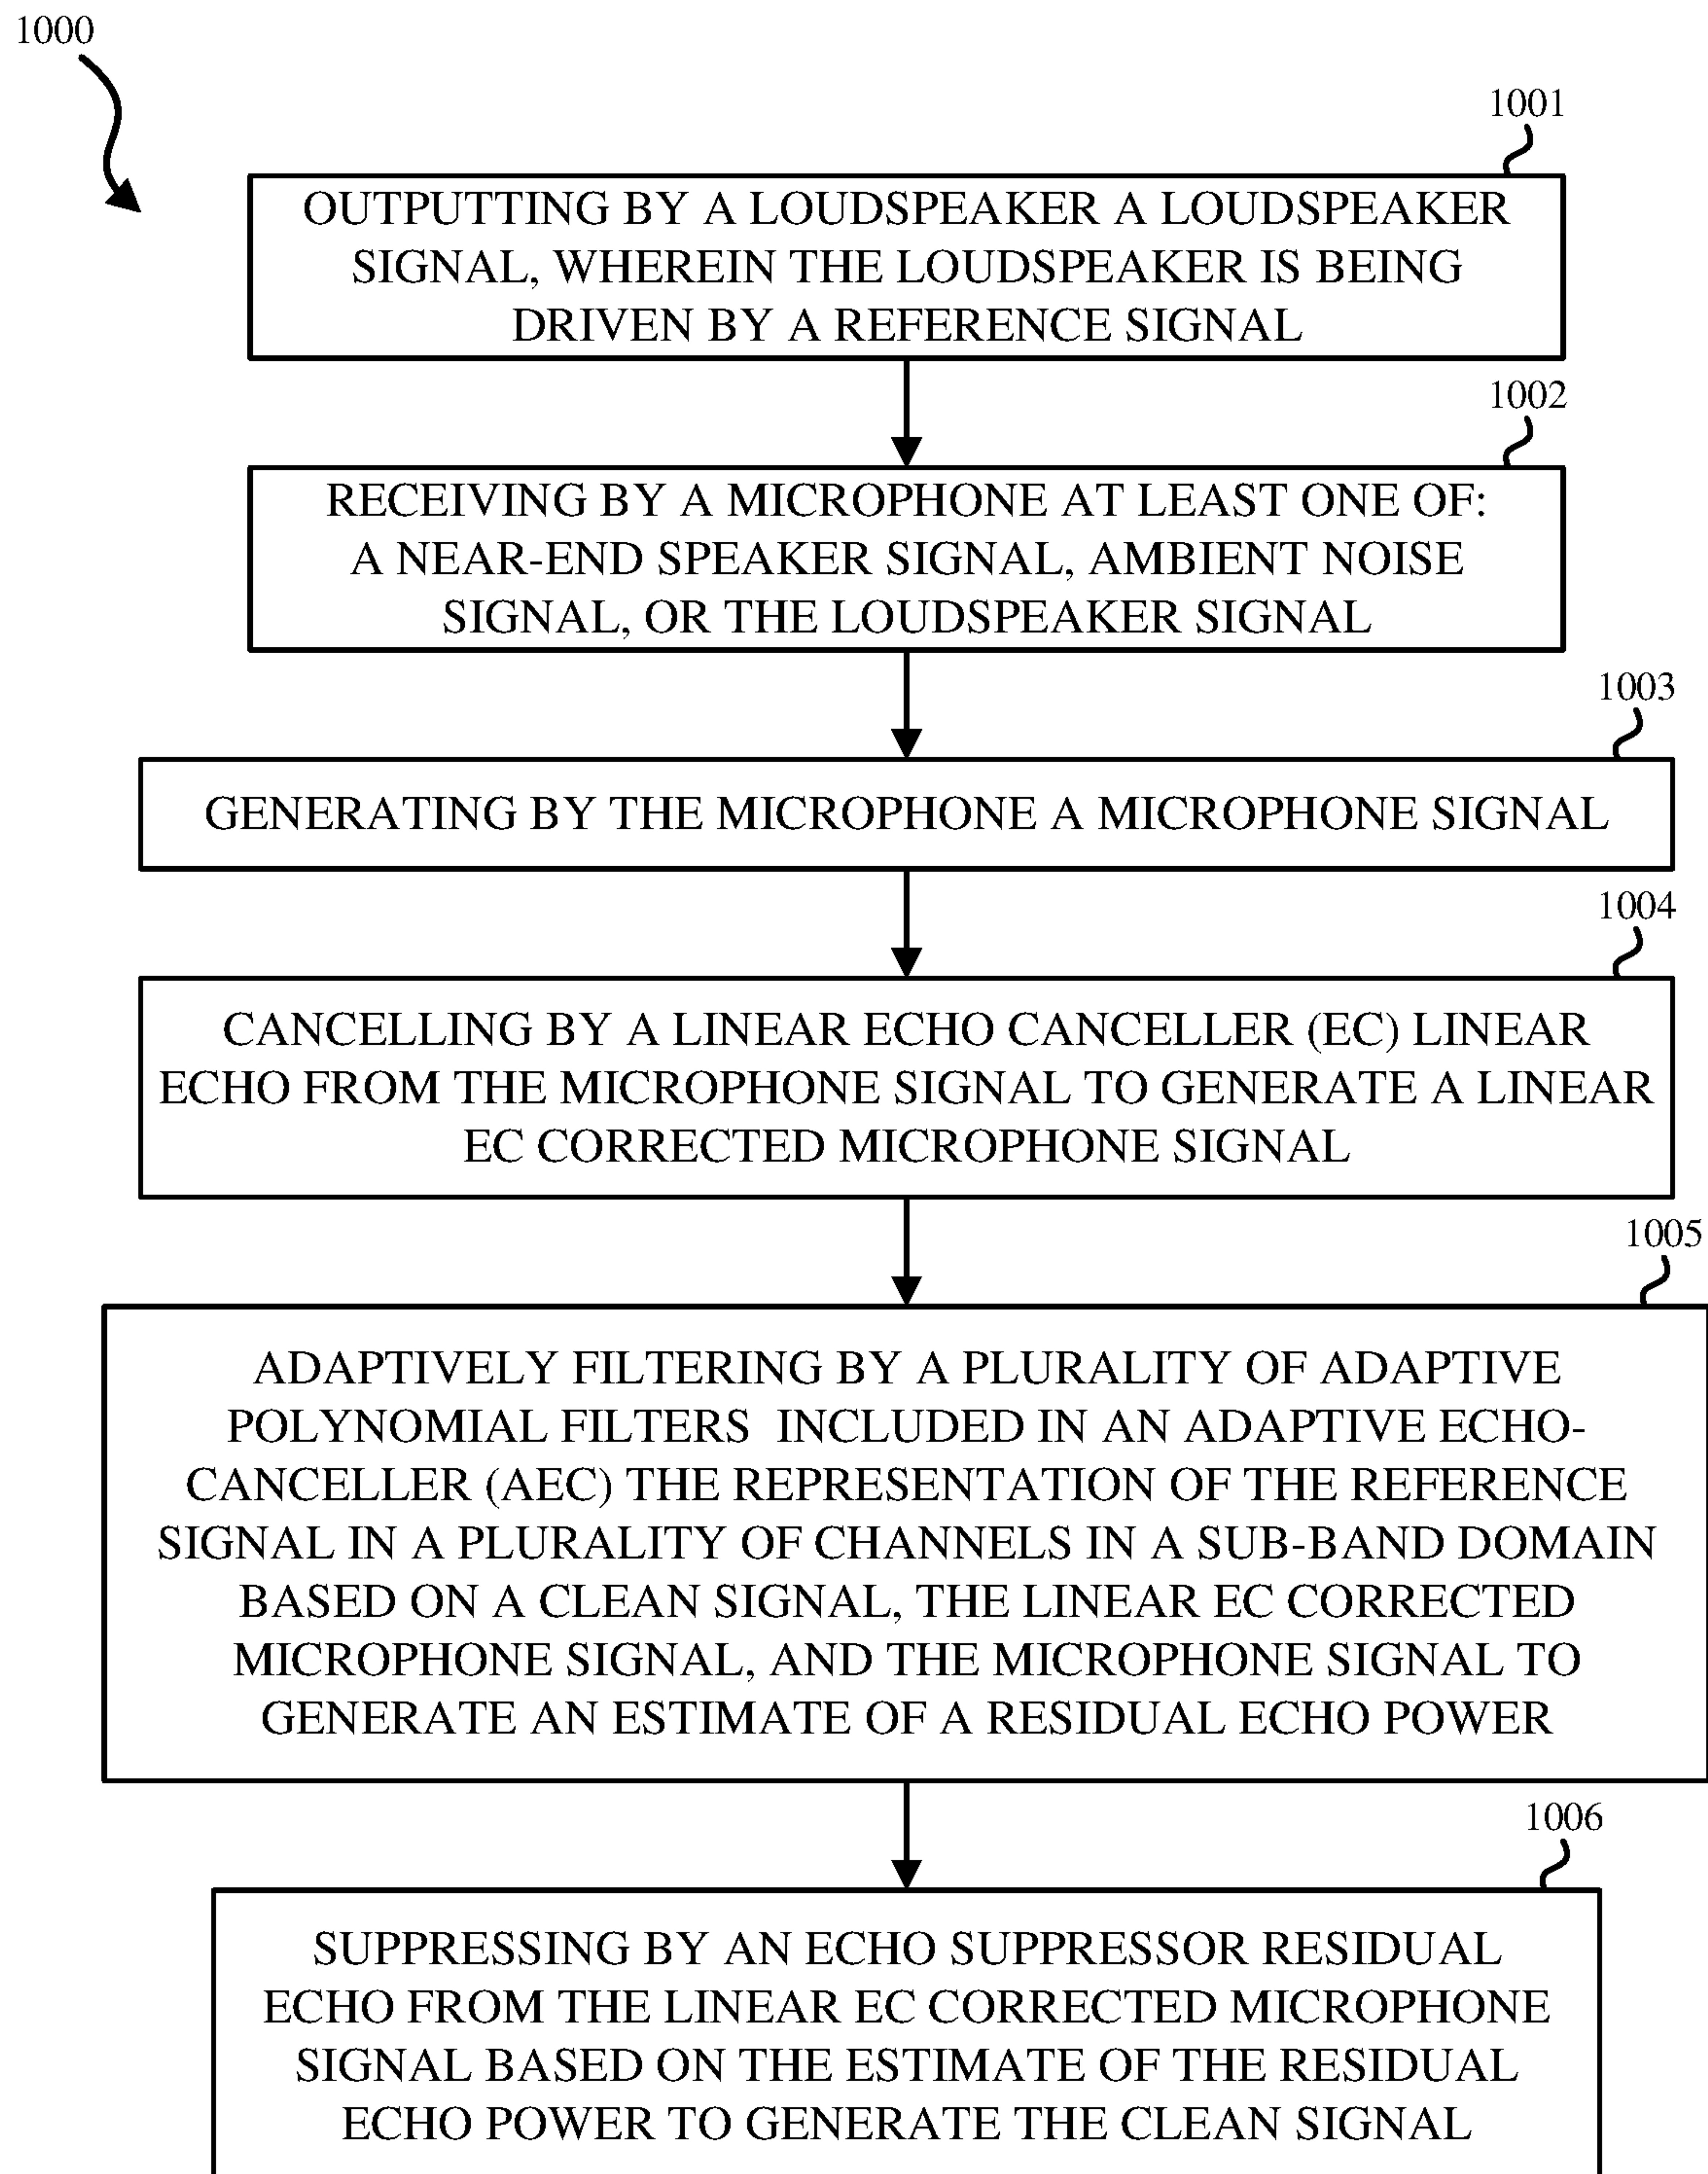 1000
1001
OUTPUTTING BY A LOUDSPEAKER A LOUDSPEAKER
SIGNAL, WHEREIN THE LOUDSPEAKER IS BEING
DRIVEN BY A REFERENCE SIGNAL
1002
RECEIVING BY A MICROPHONE AT LEAST ONE OF:
A NEAR-END SPEAKER SIGNAL, AMBIENT NOISE
SIGNAL, OR THE LOUDSPEAKER SIGNAL
1003
GENERATING BY THE MICROPHONE A MICROPHONE SIGNAL
1004
CANCELLING BY A LINEAR ECHO CANCELLER (EC) LINEAR
ECHO FROM THE MICROPHONE SIGNAL TO GENERATE A LINEAR
EC CORRECTED MICROPHONE SIGNAL
1005
ADAPTIVELY FILTERING BY A PLURALITY OF ADAPTIVE
POLYNOMIAL FILTERS INCLUDED IN AN ADAPTIVE ECHO-
CANCELLER (AEC) THE REPRESENTATION OF THE REFERENCE
SIGNAL IN A PLURALITY OF CHANNELS IN A SUB-BAND DOMAIN
BASED ON A CLEAN SIGNAL, THE LINEAR EC CORRECTED
MICROPHONE SIGNAL, AND THE MICROPHONE SIGNAL TO
GENERATE AN ESTIMATE OF A RESIDUAL ECHO POWER
1006
SUPPRESSING BY AN ECHO SUPPRESSOR RESIDUAL
ECHO FROM THE LINEAR EC CORRECTED MICROPHONE
SIGNAL BASED ON THE ESTIMATE OF THE RESIDUAL
ECHO POWER TO GENERATE THE CLEAN SIGNAL